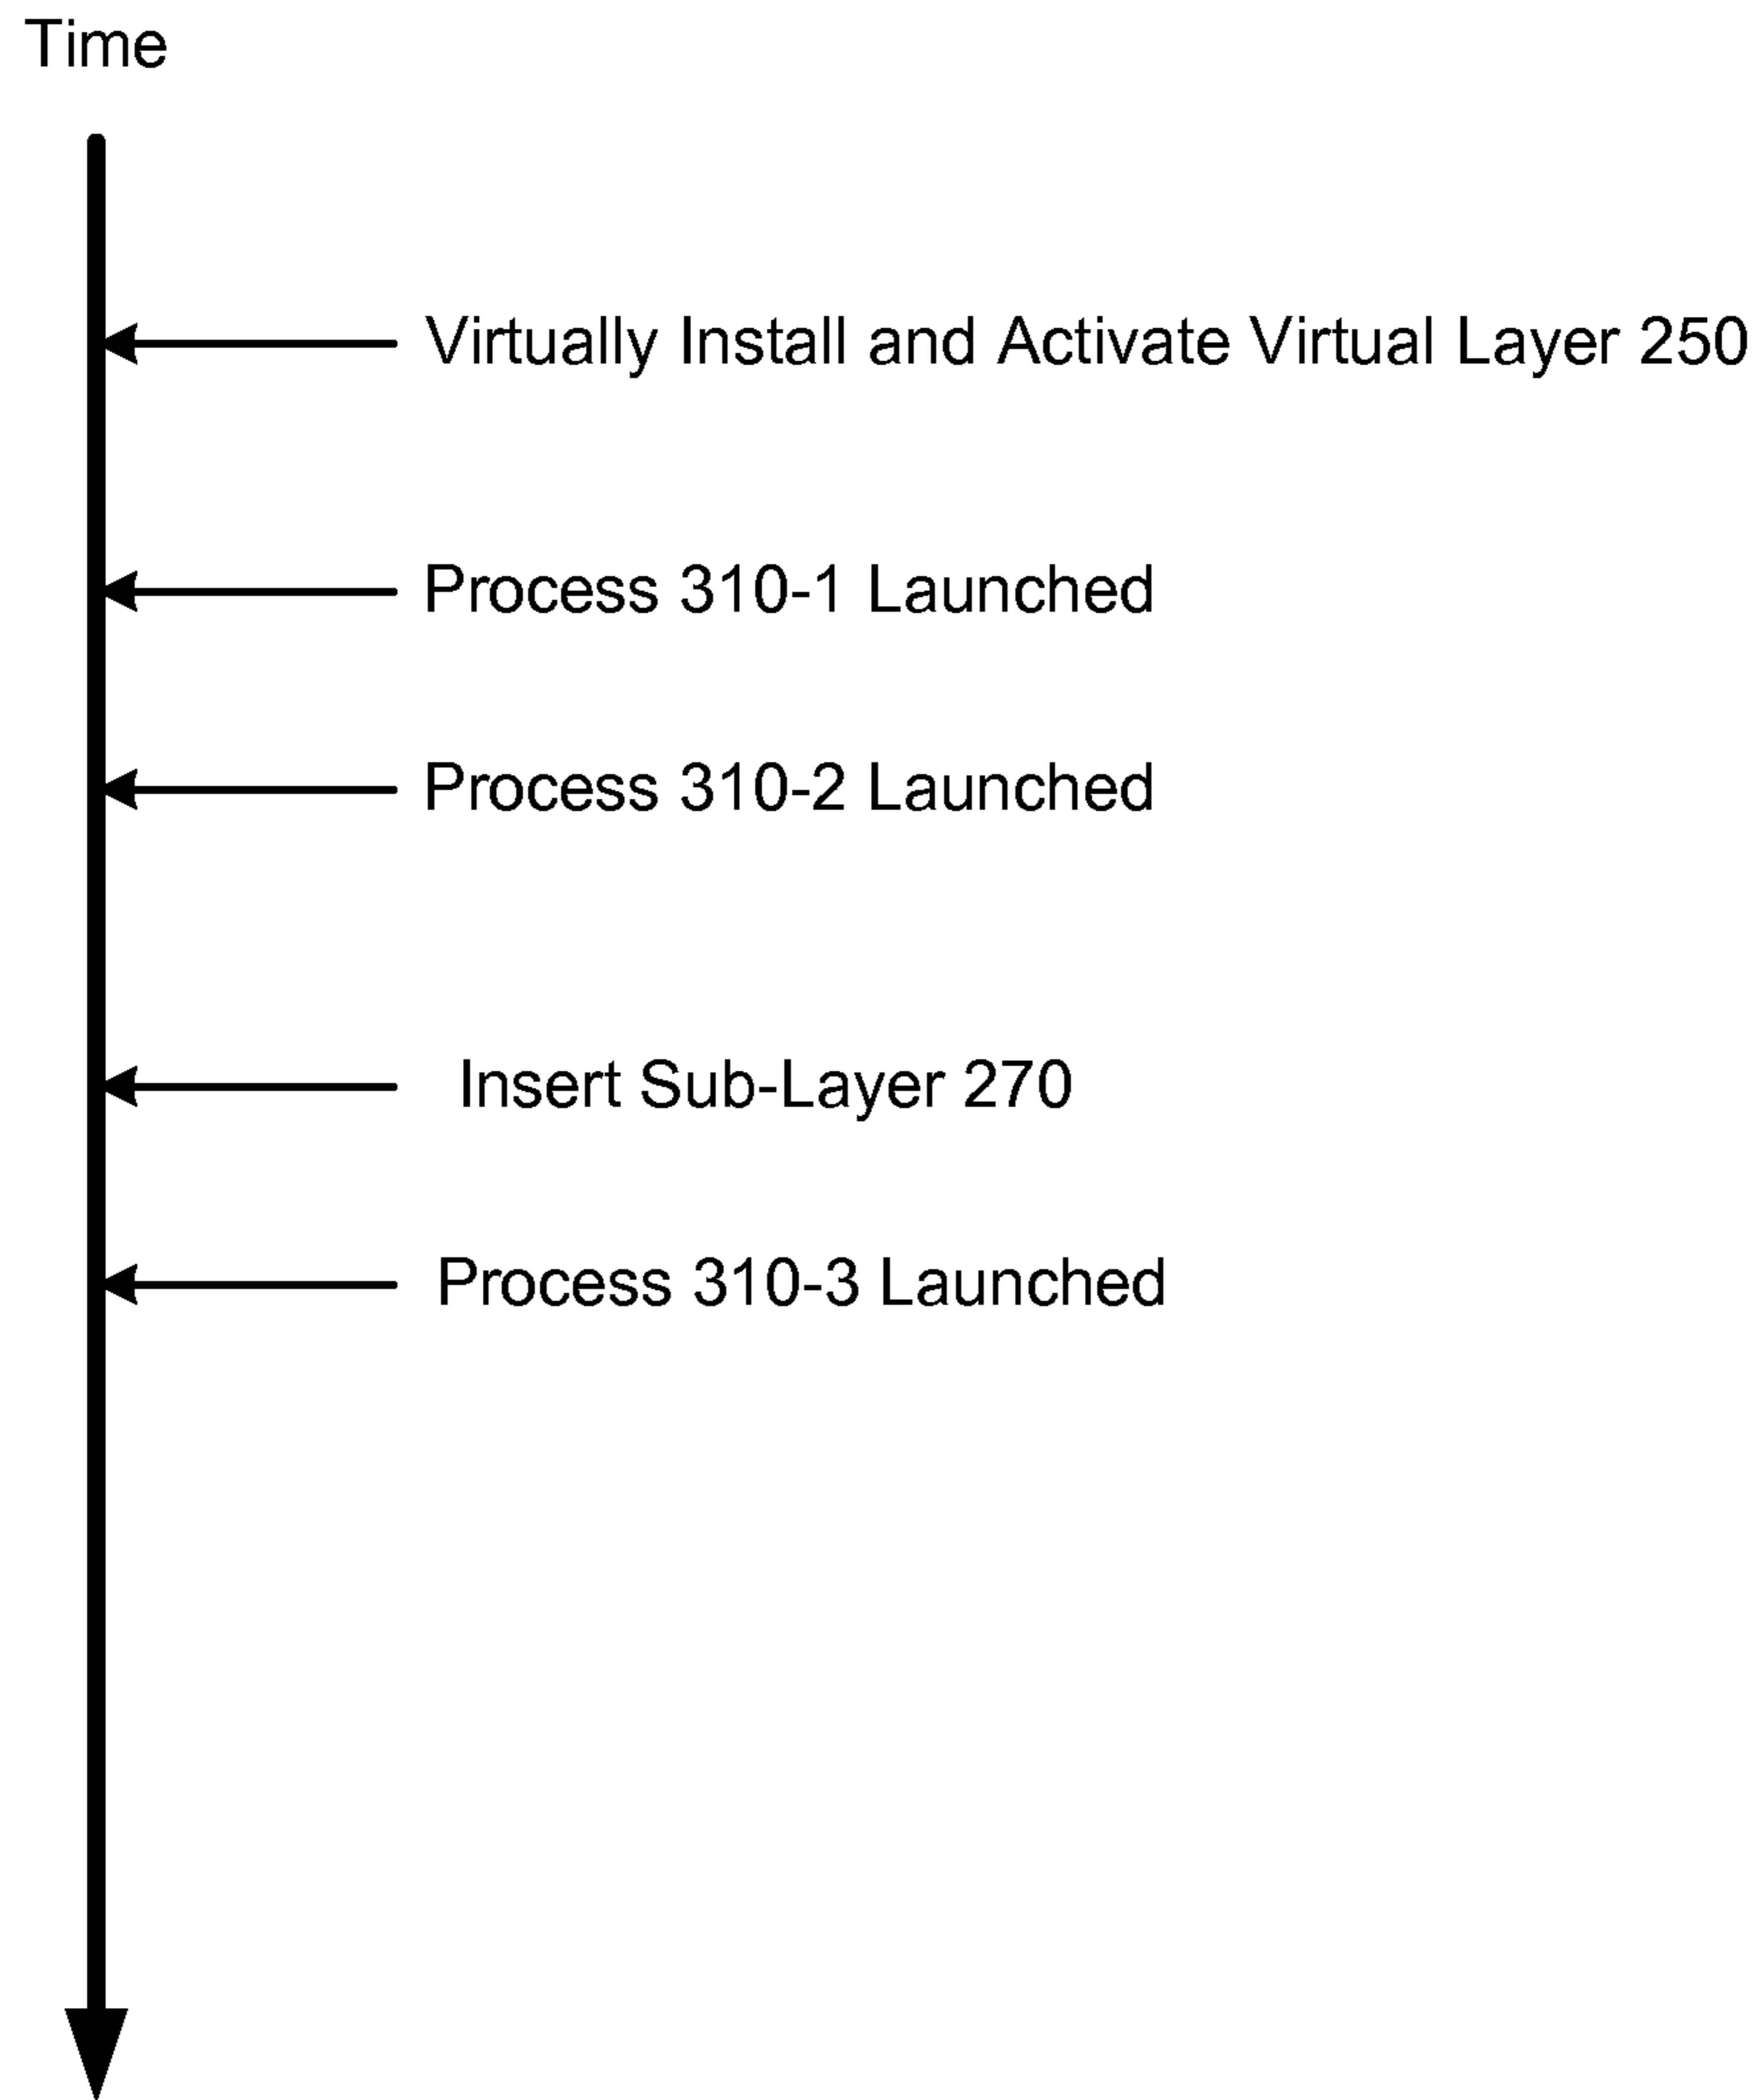 Time
Virtually Install and Activate Virtual Layer 250
Process 310-1 Launched
Process 310-2 Launched
Insert Sub-Layer 270
Process 310-3 Launched